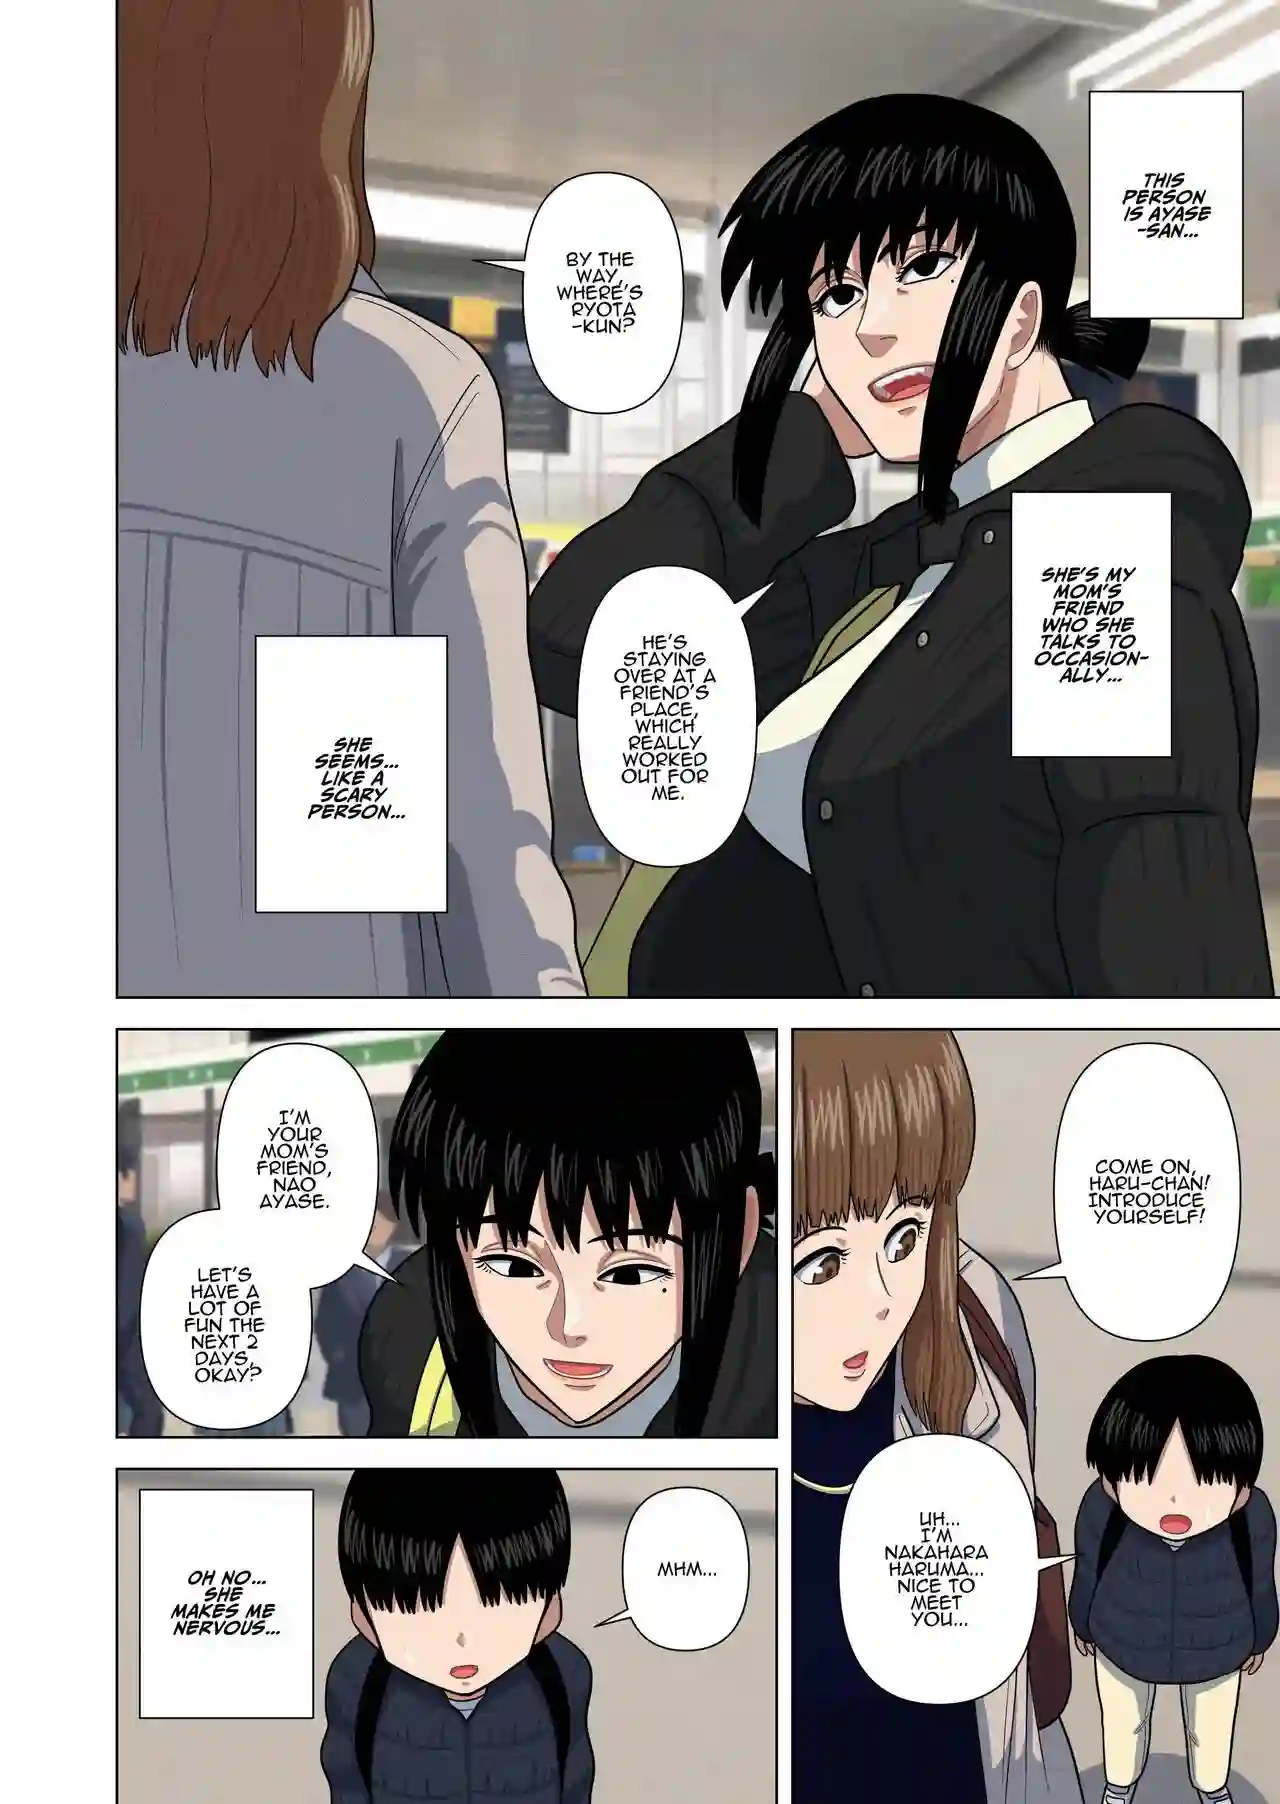 THIS
PERSON
IS AYASE
-SAN...
BY THE
WAY,
WHERE'S
RYOTA
-KUN?
SHE'S MY
MOM'S
FRIEND
WHO SHE
TALKS TO
OCCASION-
ALLY...
HE'S
STAYING
OVER AT A
FRIEND'S
PLACE,
WHICH
REALLY
WORKED
OUT FOR
ME.
SHE
SEEMS...
LIKE A
SCARY
PERSON...
COME ON,
HARU-CHAN!
INTRODUCE
YOURSELF!
UH...
I'M
NAKAHARA
HARUMA...
NICE TO
MEET
YOU...
I'M
YOUR
MOM'S
FRIEND,
NAO
AYASE.
LET'S
HAVE A
LOT OF
FUN THE
NEXT 2
DAYS,
OKAY?
MHM...
OH NO...
SHE
MAKES ME
NERVOUS...